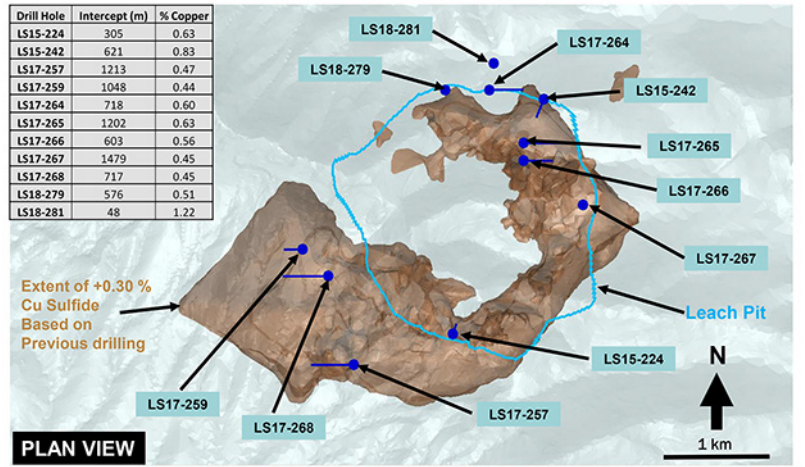 Drill Hole Intercept (m) % Copper
LS15-224 305 0.63
LS15-242 621 0.83
LS17-257 1213 0.47
LS17-259 1048 0.44
LS17-264 718 0.60
LS17-265 1202 0.63
LS17-266 603 0.56
LS17-267 1479 0.45
LS17-268 717 0.45
LS18-279 576 0.51
LS18-281 48 1.22
LS18-281
LS17-264
LS18-279
LS15-242
LS17-265
LS17-266
LS17-267
Extent of +0.30 %
Cu Sulfide
Based on
Previous drilling
Leach Pit
LS15-224
N
LS17-259
LS17-268
LS17-257
PLAN VIEW
1 km